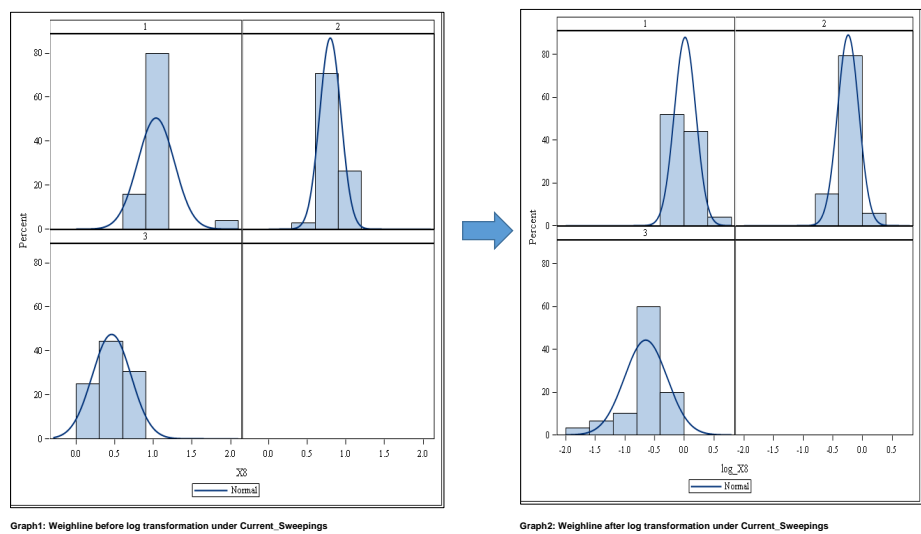 1 2
80
60
40
20
0
Percent
3
80
60
40
20
0
0.0 0.5 1.0 1.5 2.0 0.0 0.5 1.0 1.5 2.0
X8
Normal
Graph1: Weighline before log transformation under Current_Sweepings
1 2
80
60
40
20
0
Percent
3
80
60
40
20
0
-2.0 -1.5 -1.0 -0.5 0.0 0.5 -2.0 -1.5 -1.0 -0.5 0.0 0.5
log_X8
Normal
Graph2: Weighline after log transformation under Current_Sweepings